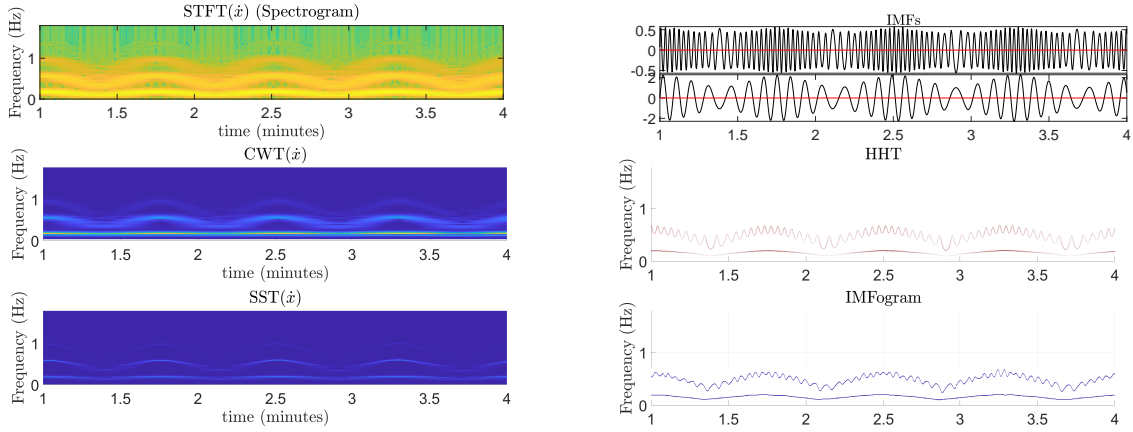 STFT(ẋ) (Spectrogram)
Frequency (Hz)
1
0
1 1.5 2 2.5 3 3.5 4
time (minutes)
CWT(ẋ)
Frequency (Hz)
1
0
1 1.5 2 2.5 3 3.5 4
time (minutes)
SST(ẋ)
Frequency (Hz)
1
0
1 1.5 2 2.5 3 3.5 4
time (minutes)
IMFs
0.5
0
-0.5
2
0
-2
1 1.5 2 2.5 3 3.5 4
HHT
Frequency (Hz)
1
0
1 1.5 2 2.5 3 3.5 4
IMFogram
Frequency (Hz)
1
0
1 1.5 2 2.5 3 3.5 4